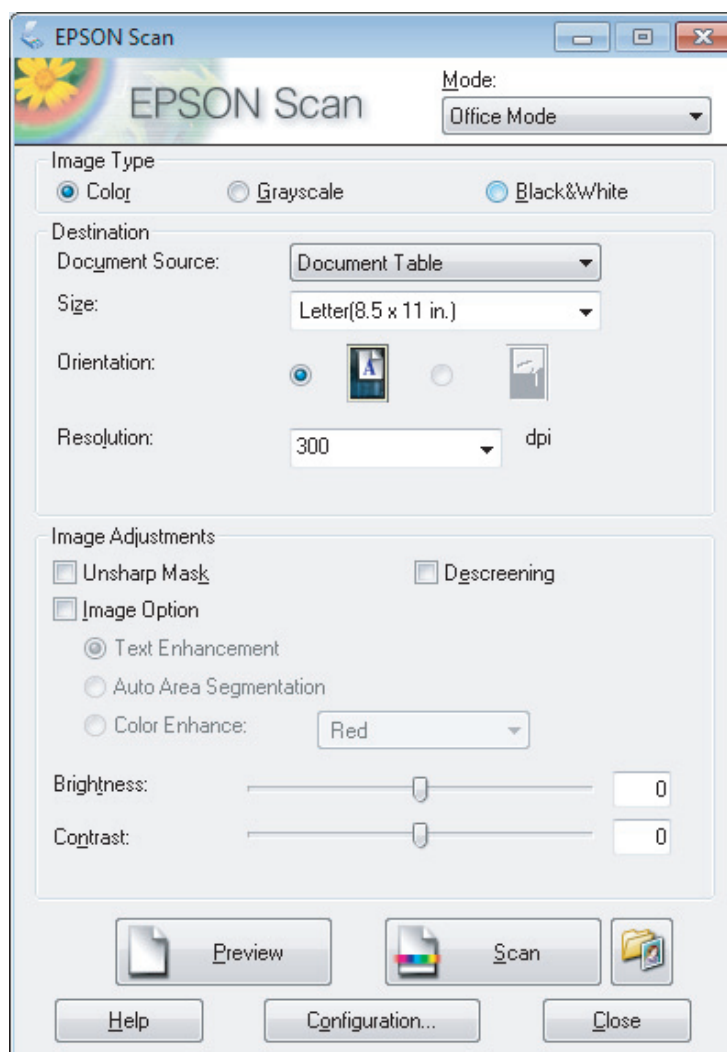 EPSON Scan
EPSON Scan
Mode:
Office Mode
Image Type
Color Grayscale Black&White
Destination
Document Source: Document Table
Size: Letter(8.5 x 11 in.)
Orientation: A
Resolution: 300 dpi
Image Adjustments
Unsharp Mask Descreening
Image Option
Text Enhancement
Auto Area Segmentation
Color Enhance: Red
Brightness: 0
Contrast: 0
Preview Scan
Help Configuration... Close